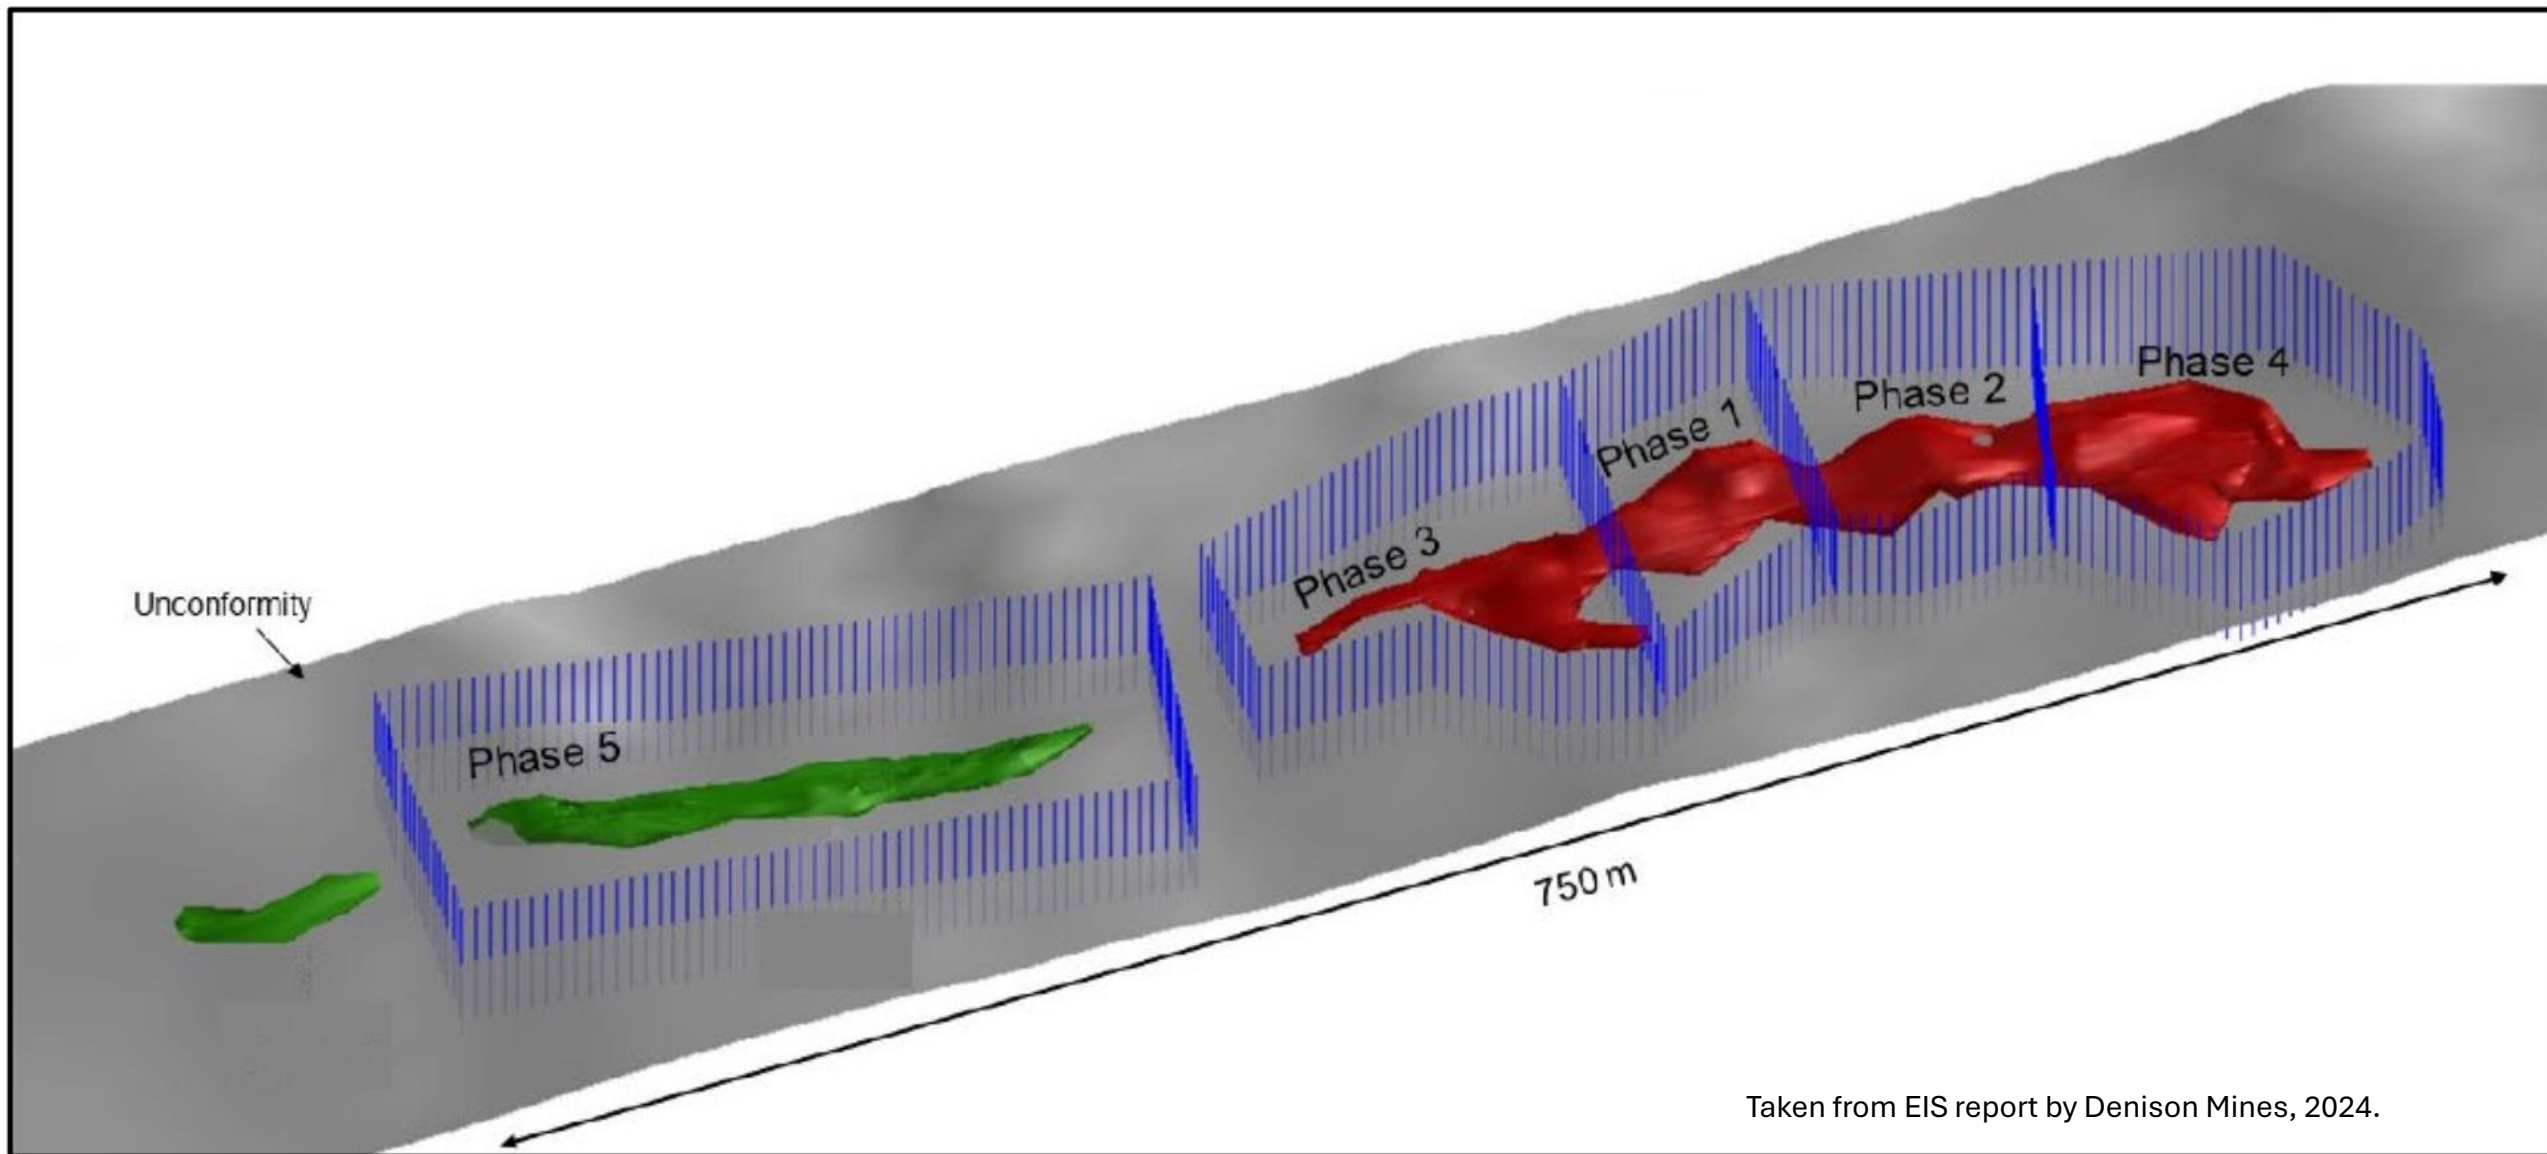 Phase 4
Phase 2
Phase 1
Phase 3
Unconformity
Phase 5
750 m
Taken from EIS report by Denison Mines, 2024.